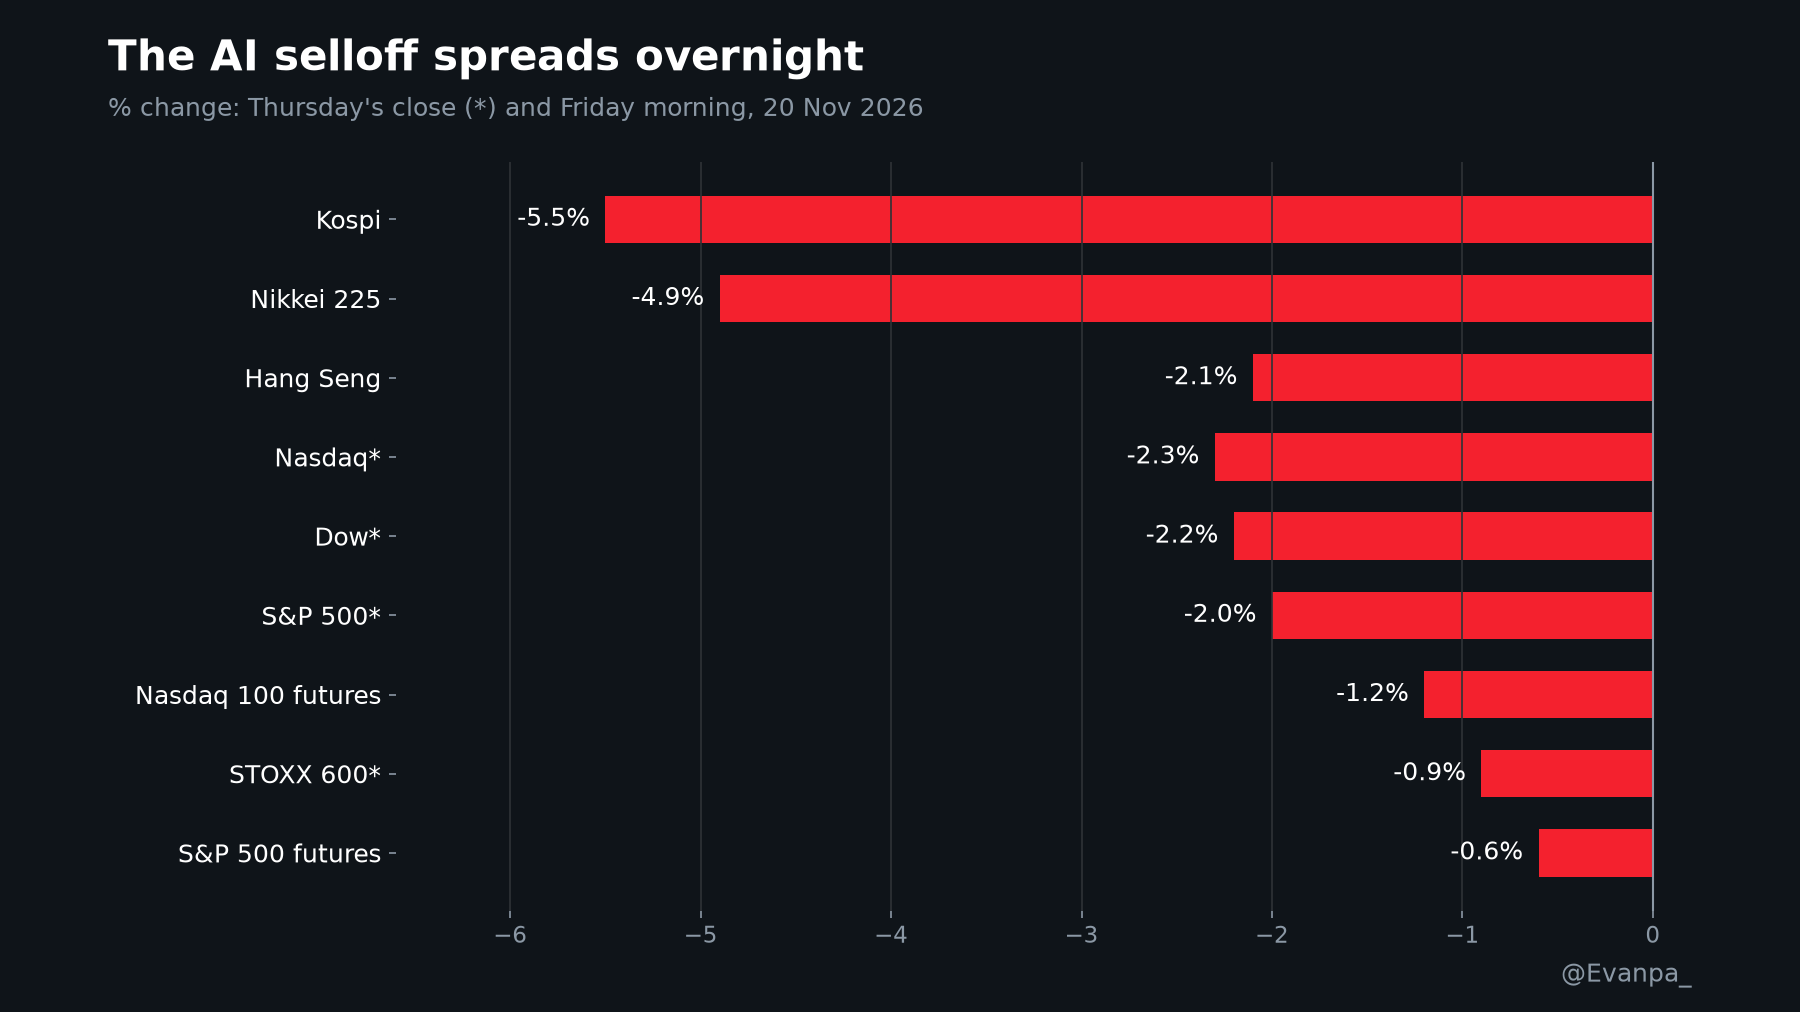 The AI selloff spreads overnight
% change: Thursday's close (*) and Friday morning, 20 Nov 2026
Kospi -5.5%
Nikkei 225 -4.9%
Hang Seng -2.1%
Nasdaq* -2.3%
Dow* -2.2%
S&P 500* -2.0%
Nasdaq 100 futures -1.2%
STOXX 600* -0.9%
S&P 500 futures -0.6%
−6 −5 −4 −3 −2 −1 0
@Evanpa_